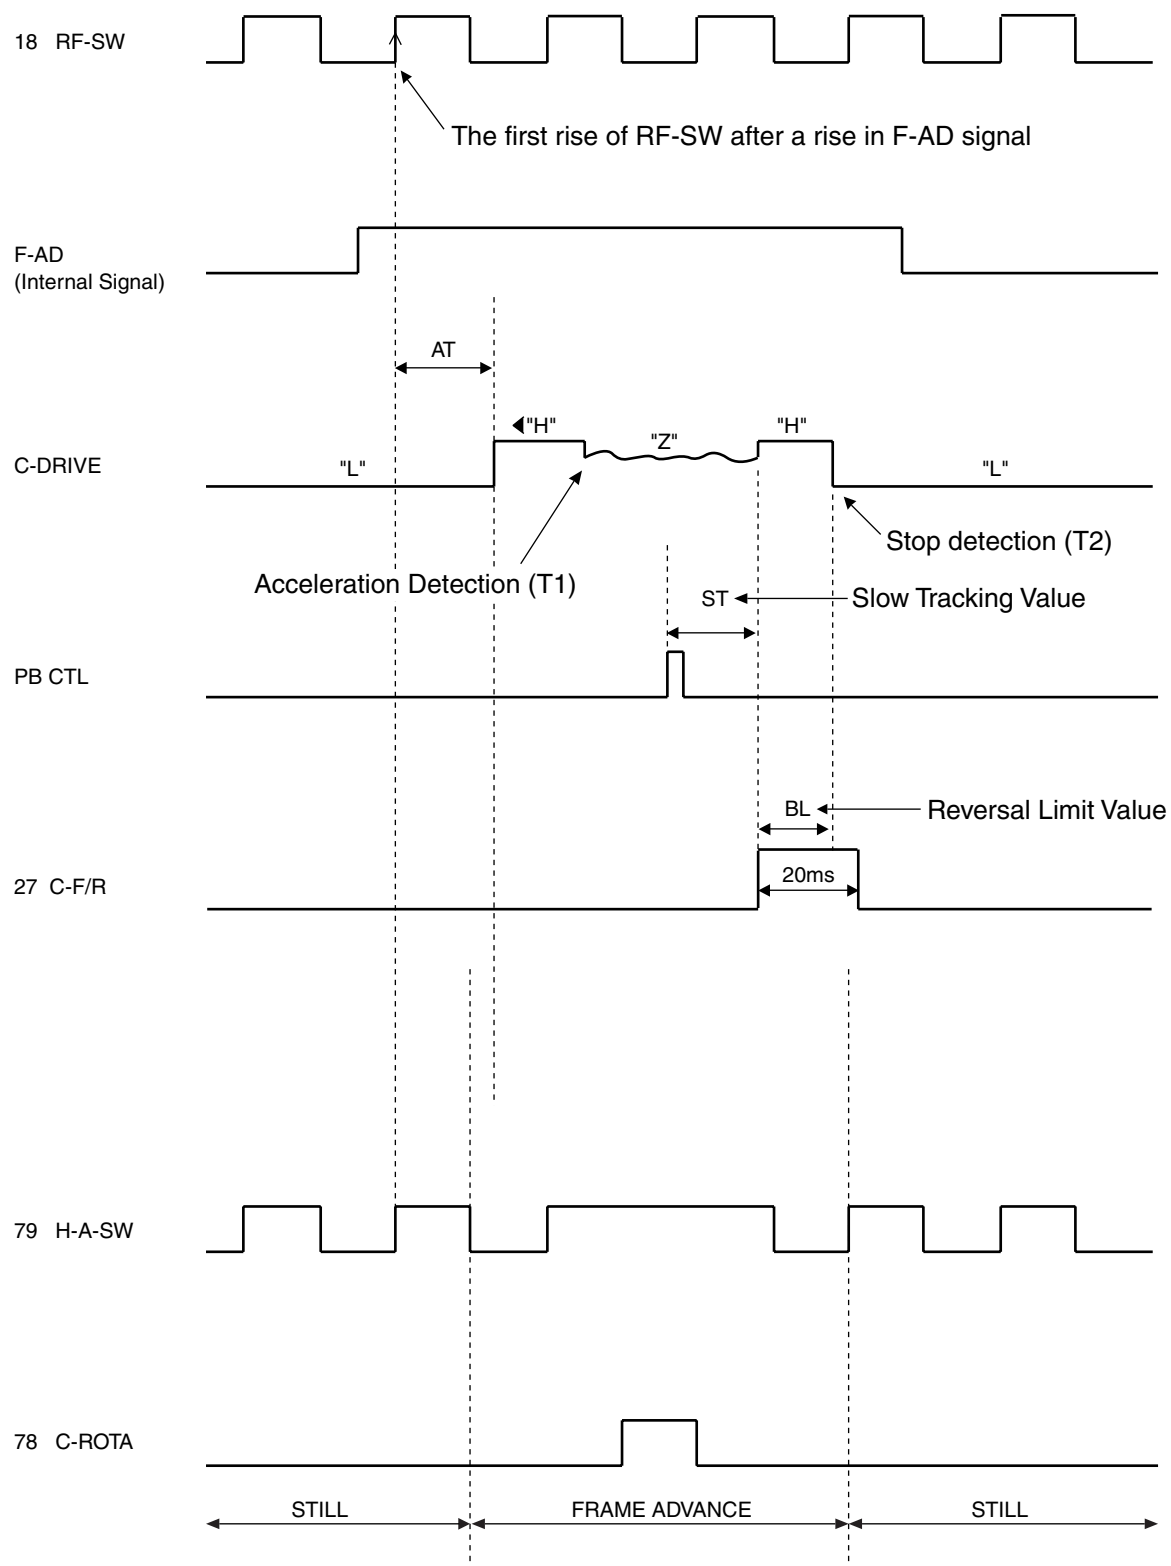 18 RF-SW
The first rise of RF-SW after a rise in F-AD signal
F-AD
(Internal Signal)
AT
"H"
"Z"
"H"
C-DRIVE
"L"
"L"
Stop detection (T2)
Acceleration Detection (T1)
ST
Slow Tracking Value
PB CTL
BL
Reversal Limit Value
27 C-F/R
20ms
79 H-A-SW
78 C-ROTA
STILL
FRAME ADVANCE
STILL